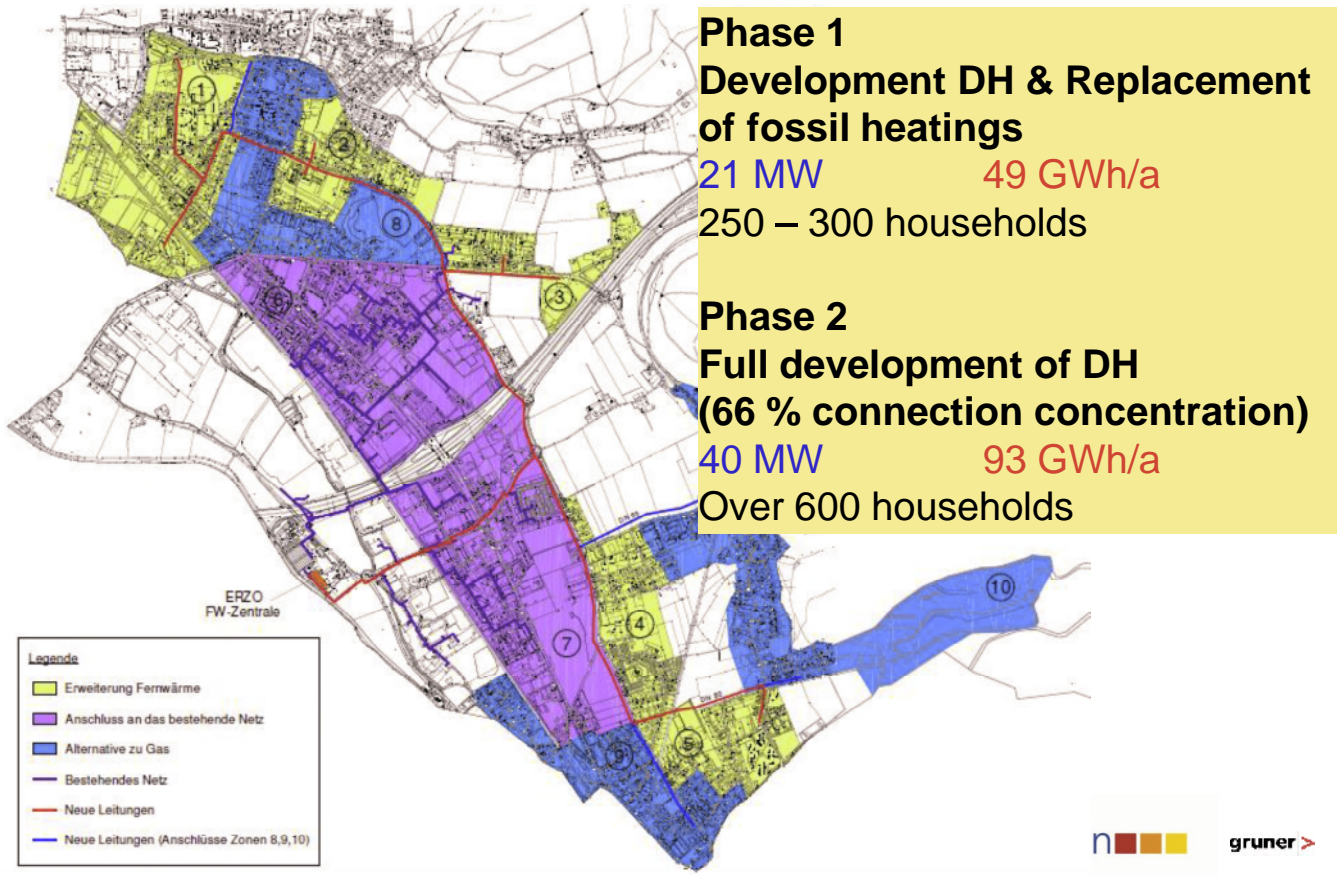 Phase 1
Development DH & Replacement
of fossil heatings
21 MW 49 GWh/a
250 – 300 households
Phase 2
Full development of DH
(66 % connection concentration)
40 MW 93 GWh/a
Over 600 households
1
2
8
3
6
10
4
7
5
9
DN 80
ERZO
FW-Zentrale
Legende
Erweiterung Fernwärme
Anschluss an das bestehende Netz
Alternative zu Gas
Bestehendes Netz
Neue Leitungen
Neue Leitungen (Anschlüsse Zonen 8,9,10)
n
gruner >